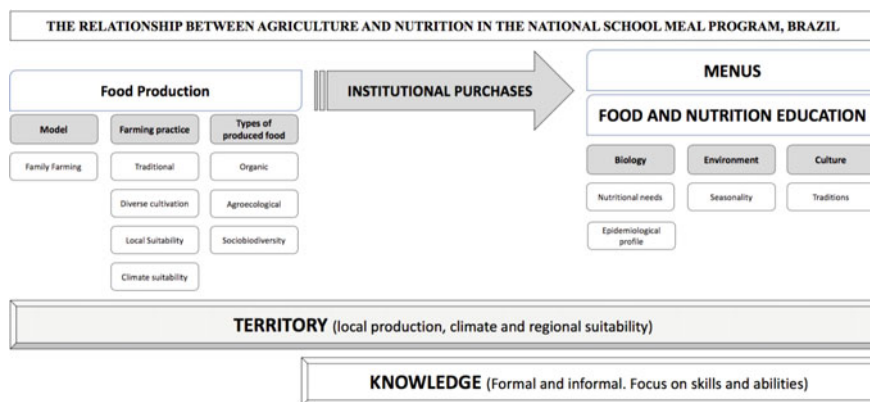 THE RELATIONSHIP BETWEEN AGRICULTURE AND NUTRITION IN THE NATIONAL SCHOOL MEAL PROGRAM, BRAZIL
Food Production
Model
Family Farming
Farming practice
Traditional
Diverse cultivation
Local Suitability
Climate suitability
Types of
produced food
Organic
Agroecological
Sociobiodiversity
INSTITUTIONAL PURCHASES
MENUS
FOOD AND NUTRITION EDUCATION
Biology
Nutritional needs
Epidemiological
profile
Environment
Seasonality
Culture
Traditions
TERRITORY (local production, climate and regional suitability)
KNOWLEDGE (Formal and informal. Focus on skills and abilities)